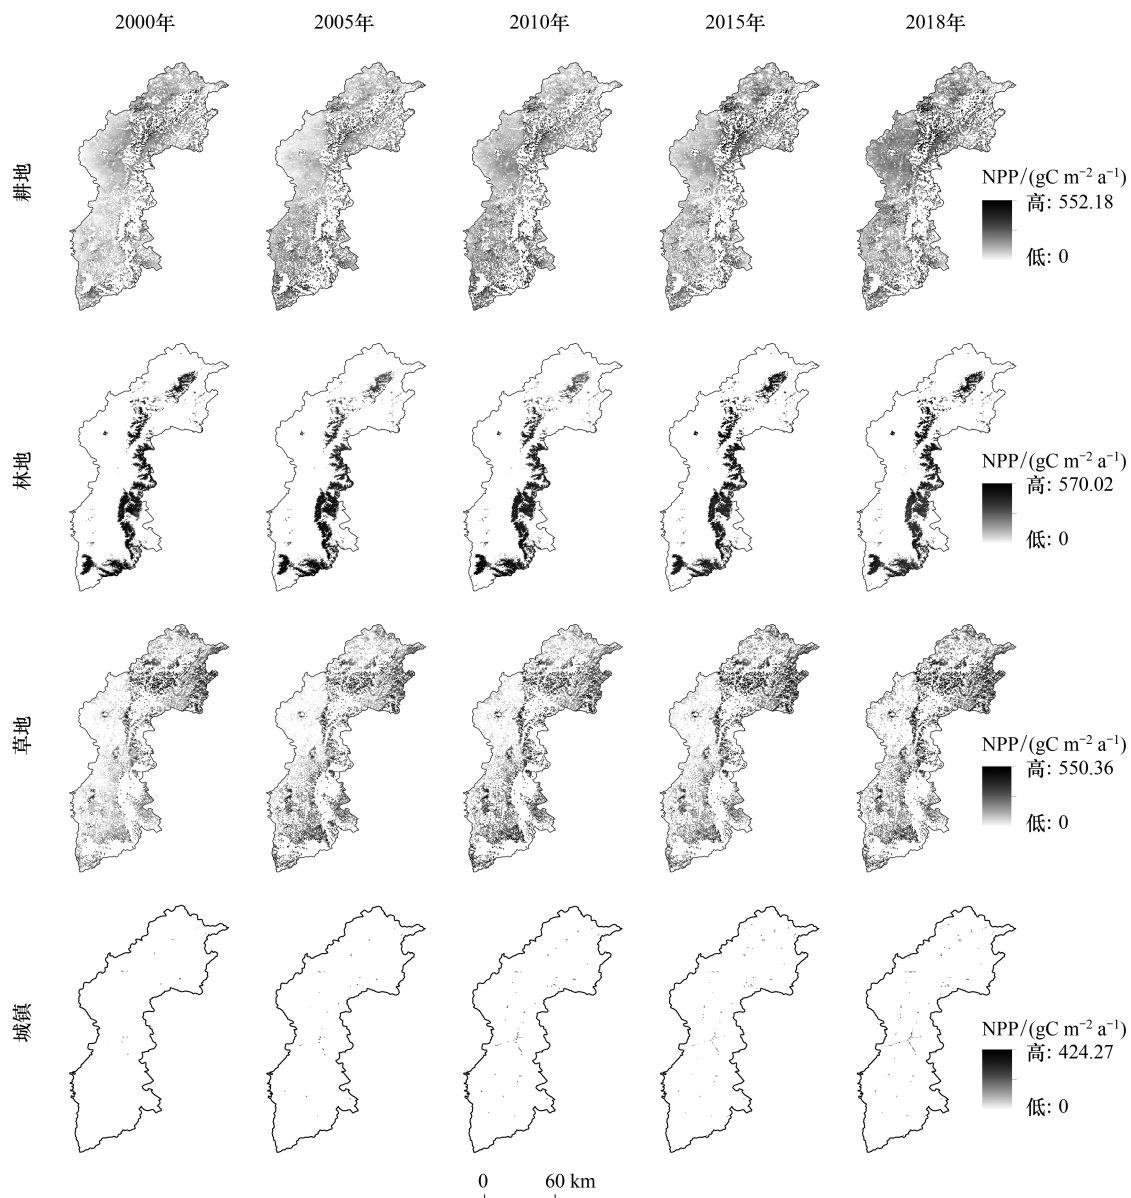 2000年 2005年 2010年 2015年 2018年
耕地
NPP/(gC m⁻² a⁻¹)
高: 552.18
低: 0
林地
NPP/(gC m⁻² a⁻¹)
高: 570.02
低: 0
草地
NPP/(gC m⁻² a⁻¹)
高: 550.36
低: 0
城镇
NPP/(gC m⁻² a⁻¹)
高: 424.27
低: 0
0 60 km